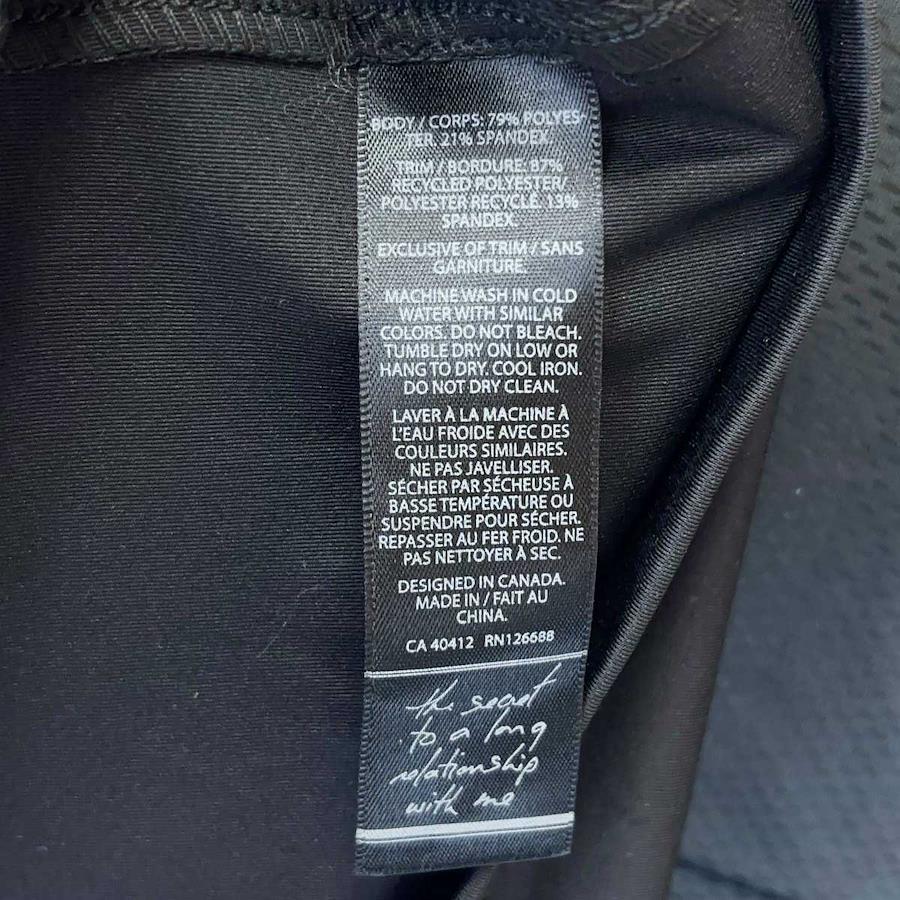 BODY / CORPS: 79% POLYES-
TER. 21% SPANDEX.
TRIM / BORDURE: 87%
RECYCLED POLYESTER/
POLYESTER RECYCLÉ. 13%
SPANDEX.
EXCLUSIVE OF TRIM / SANS
GARNITURE.
MACHINE WASH IN COLD
WATER WITH SIMILAR
COLORS. DO NOT BLEACH.
TUMBLE DRY ON LOW OR
HANG TO DRY. COOL IRON.
DO NOT DRY CLEAN.
LAVER À LA MACHINE À
L'EAU FROIDE AVEC DES
COULEURS SIMILAIRES.
NE PAS JAVELLISER.
SÉCHER PAR SÉCHEUSE À
BASSE TEMPÉRATURE OU
SUSPENDRE POUR SÉCHER.
REPASSER AU FER FROID. NE
PAS NETTOYER À SEC.
DESIGNED IN CANADA.
MADE IN / FAIT AU
CHINA.
CA 40412 RN126688
the secret
to a long
relationship
with me